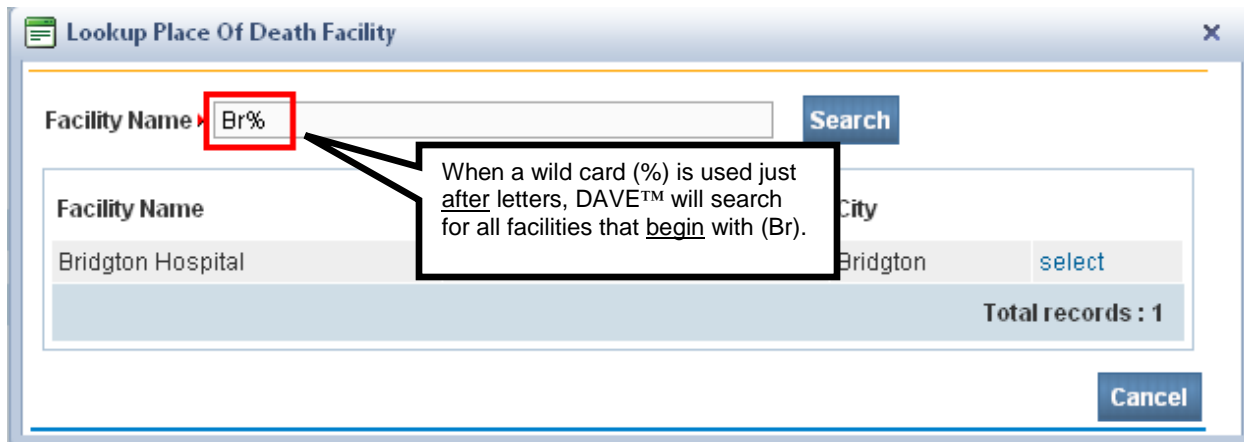 Lookup Place Of Death Facility
Facility Name Br% Search
When a wild card (%) is used just
after letters, DAVE™ will search
for all facilities that begin with (Br).
Facility Name City
Bridgton Hospital Bridgton select
Total records : 1
Cancel